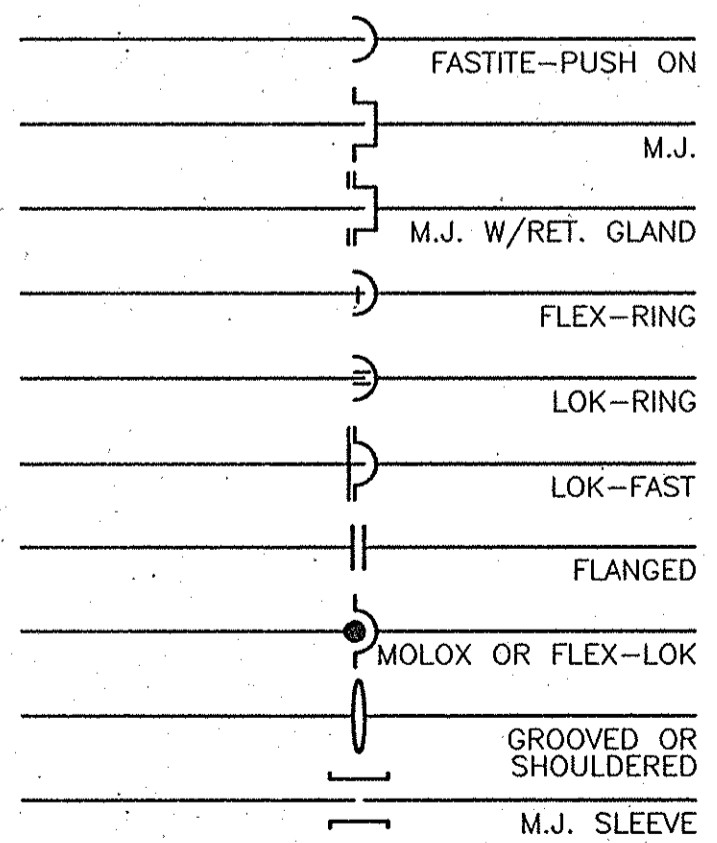 FASTITE-PUSH ON
M.J.
M.J. W/RET. GLAND
FLEX-RING
LOK-RING
LOK-FAST
FLANGED
MOLOX OR FLEX-LOK
GROOVED OR
SHOULDERED
M.J. SLEEVE